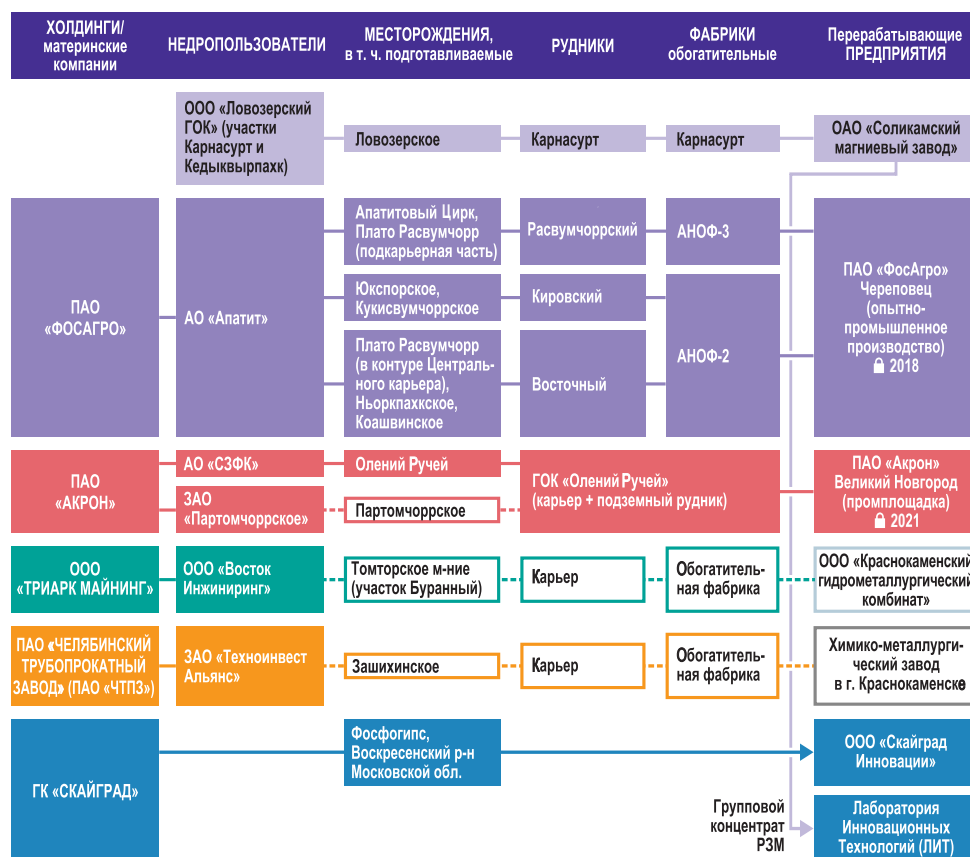 ХОЛДИНГИ/
материнские
компании
НЕДРОПОЛЬЗОВАТЕЛИ
МЕСТОРОЖДЕНИЯ,
в т. ч. подготавливаемые
РУДНИКИ
ФАБРИКИ
обогатительные
Перерабатывающие
ПРЕДПРИЯТИЯ
ООО «Ловозерский
ГОК» (участки
Карнасурт и
Кедыквырпахк)
Ловозерское
Карнасурт
Карнасурт
ОАО «Соликамский
магниевый завод»
ПАО
«ФОСАГРО»
АО «Апатит»
Апатитовый Цирк,
Плато Расвумчорр
(подкарьерная часть)
Расвумчоррский
АНОФ-3
Юкспорское,
Кукисвумчоррское
Кировский
Плато Расвумчорр
(в контуре Централь-
ного карьера),
Ньоркпахкское,
Коашвинское
Восточный
АНОФ-2
ПАО «ФосАгро»
Череповец
(опытно-
промышленное
производство)
2018
ПАО
«АКРОН»
АО «СЗФК»
Олений Ручей
ЗАО
«Партомчоррское»
Партомчоррское
ГОК «Олений Ручей»
(карьер + подземный рудник)
ПАО «Акрон»
Великий Новгород
(промплощадка)
2021
ООО
«ТРИАРК МАЙНИНГ»
ООО «Восток
Инжиниринг»
Томторское м-ние
(участок Буранный)
Карьер
Обогатитель-
ная фабрика
ООО «Краснокаменский
гидрометаллургический
комбинат»
ПАО «ЧЕЛЯБИНСКИЙ
ТРУБОПРОКАТНЫЙ
ЗАВОД» (ПАО «ЧТПЗ»)
ЗАО «Техноинвест
Альянс»
Зашихинское
Карьер
Обогатитель-
ная фабрика
Химико-металлурги-
ческий завод
в г. Краснокаменске
ГК «СКАЙГРАД»
Фосфогипс,
Воскресенский р-н
Московской обл.
ООО «Скайград
Инновации»
Групповой
концентрат
РЗМ
Лаборатория
Инновационных
Технологий (ЛИТ)